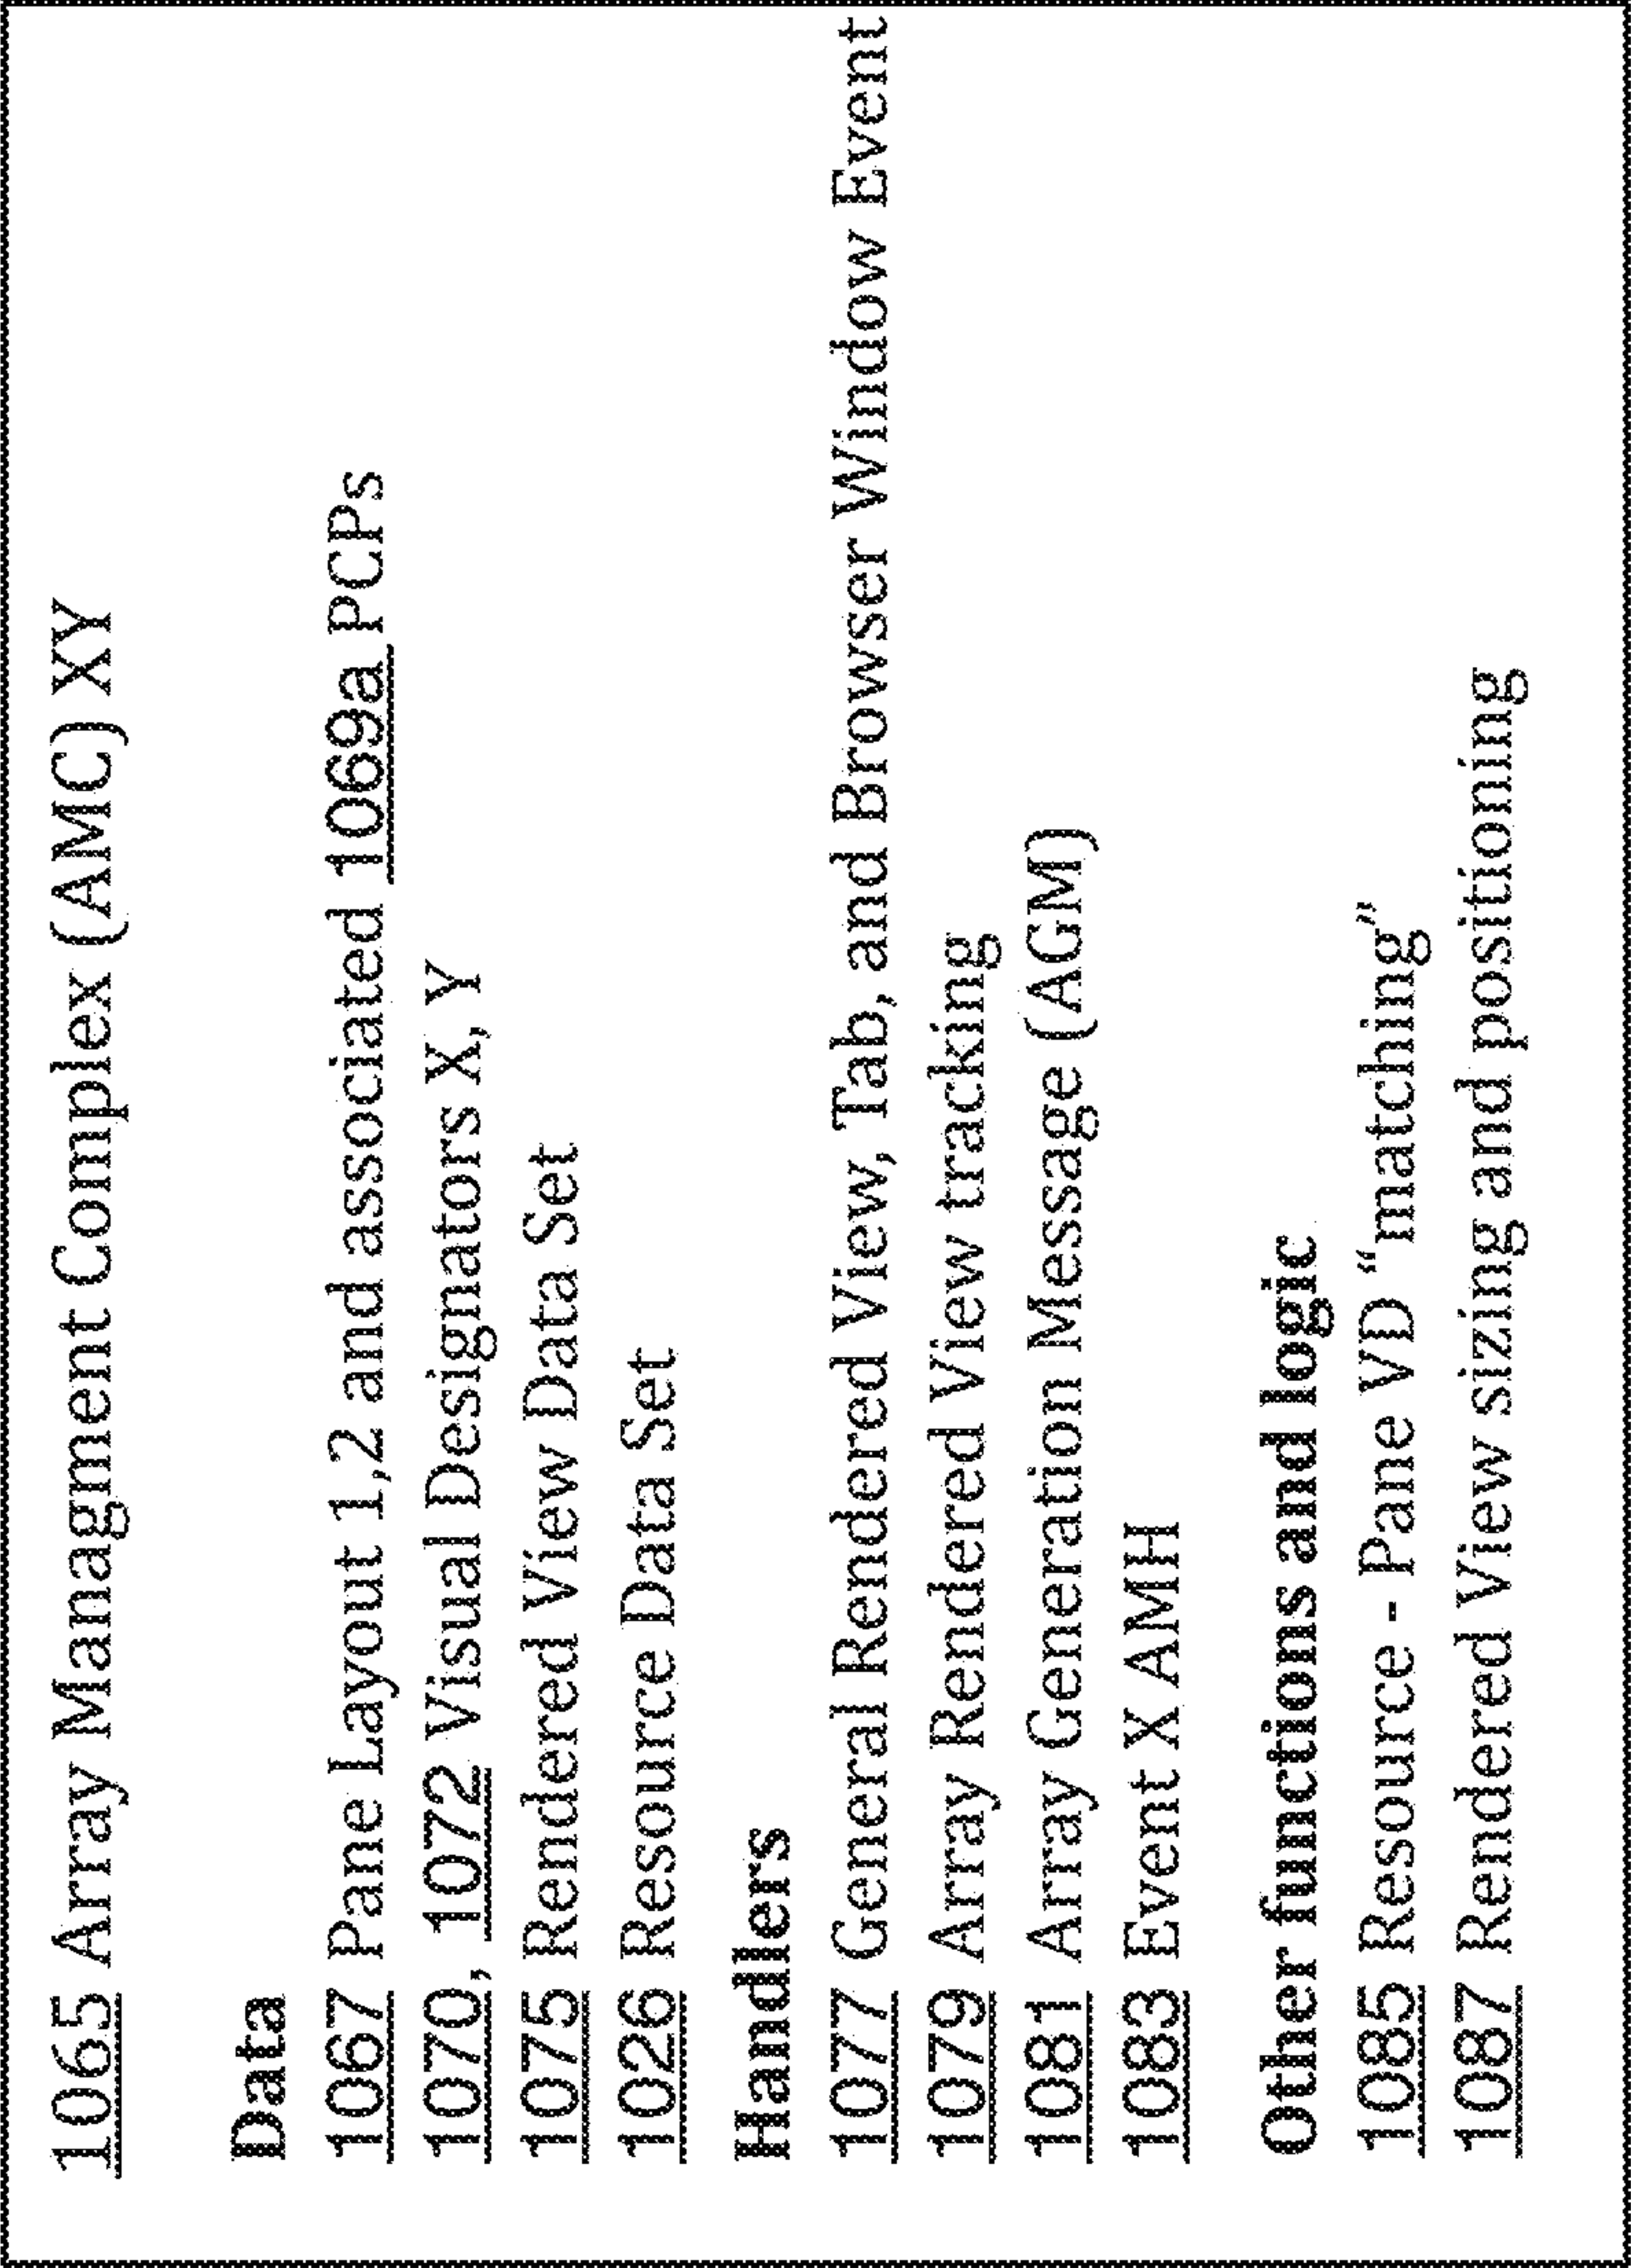 1065 Array Managment Complex (AMC) XY
Data
1067 Pane Layout 1,2 and associated 1069a PCPs
1070, 1072 Visual Designators X, Y
1075 Rendered View Data Set
1026 Resource Data Set
Handlers
1077 General Rendered View, Tab, and Browser Window Event
1079 Array Rendered View tracking
1081 Array Generation Message (AGM)
1083 Event X AMH
Other functions and logic
1085 Resource - Pane VD “matching”
1087 Rendered View sizing and positioning